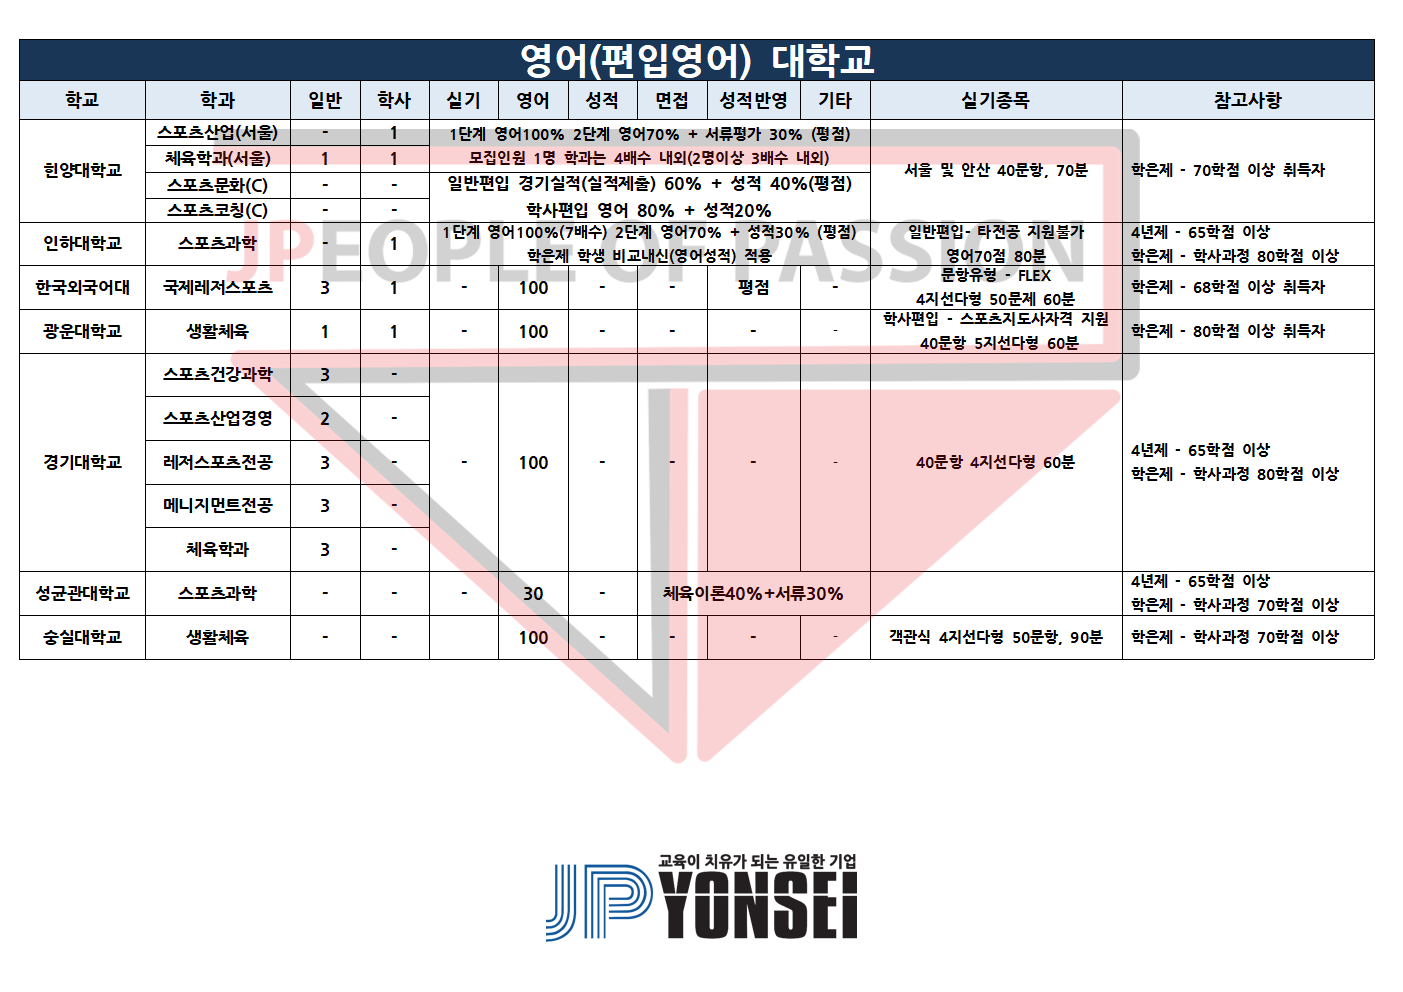 영어(편입영어) 대학교
학교 학과 일반 학사 실기 영어 성적 면접 성적반영 기타 실기종목 참고사항
한양대학교 스포츠산업(서울) - 1 1단계 영어100% 2단계 영어70% + 서류평가 30% (평점) 서울 및 안산 40문항, 70분 학은제 - 70학점 이상 취득자
체육학과(서울) 1 1 모집인원 1명 학과는 4배수 내외(2명이상 3배수 내외)
스포츠문화(C) - - 일반편입 경기실적(실적제출) 60% + 성적 40%(평점)
스포츠코칭(C) - - 학사편입 영어 80% + 성적20%
인하대학교 스포츠과학 - 1 1단계 영어100%(7배수) 2단계 영어70% + 성적30% (평점) 일반편입- 타전공 지원불가 4년제 - 65학점 이상
학은제 학생 비교내신(영어성적) 적용 영어70점 80분 학은제 - 학사과정 80학점 이상
한국외국어대 국제레저스포츠 3 1 - 100 - - 평점 - 문항유형 - FLEX 학은제 - 68학점 이상 취득자
4지선다형 50문제 60분
광운대학교 생활체육 1 1 - 100 - - - - 학사편입 - 스포츠지도사자격 지원 학은제 - 80학점 이상 취득자
40문항 5지선다형 60분
경기대학교 스포츠건강과학 3 - - 100 - - - - 40문항 4지선다형 60분 4년제 - 65학점 이상
학은제 - 학사과정 80학점 이상
스포츠산업경영 2 -
레저스포츠전공 3 -
메니지먼트전공 3 -
체육학과 3 -
성균관대학교 스포츠과학 - - - 30 - 체육이론40%+서류30% 4년제 - 65학점 이상
학은제 - 학사과정 70학점 이상
숭실대학교 생활체육 - - 100 - - - - 객관식 4지선다형 50문항, 90분 학은제 - 학사과정 70학점 이상
JPEOPLE OF PASSION
교육이 치유가 되는 유일한 기업
JP YONSEI